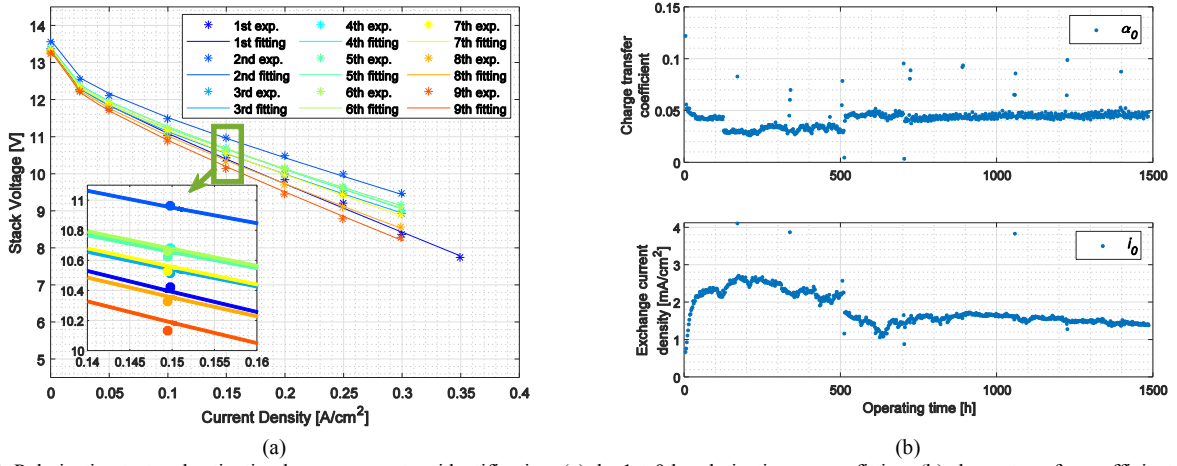 14
13
12
11
10
9
8
7
6
5
Stack Voltage [V]
0
0.05
0.1
0.15
0.2
0.25
0.3
0.35
0.4
Current Density [A/cm2]
1st exp.
1st fitting
2nd exp.
2nd fitting
3rd exp.
3rd fitting
4th exp.
4th fitting
5th exp.
5th fitting
6th exp.
6th fitting
7th exp.
7th fitting
8th exp.
8th fitting
9th exp.
9th fitting
11
10.8
10.6
10.4
10.2
10
0.14
0.145
0.15
0.155
0.16
(a)
Charge transfer
coefficient
0.15
0.1
0.05
0
0
500
1000
1500
α0
Exchange current
density [mA/cm2]
4
3
2
1
0
i0
0
500
1000
1500
Operating time [h]
(b)